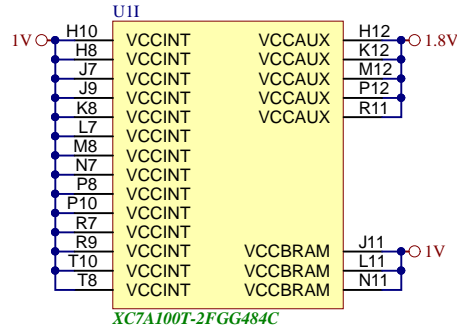 U1I
1V H10 VCCINT VCCAUX H12 1.8V
H8 VCCINT VCCAUX K12
J7 VCCINT VCCAUX M12
J9 VCCINT VCCAUX P12
K8 VCCINT VCCAUX R11
L7 VCCINT
M8 VCCINT
N7 VCCINT
P8 VCCINT
P10 VCCINT
R7 VCCINT
R9 VCCINT VCCBRAM J11 1V
T10 VCCINT VCCBRAM L11
T8 VCCINT VCCBRAM N11
XC7A100T-2FGG484C